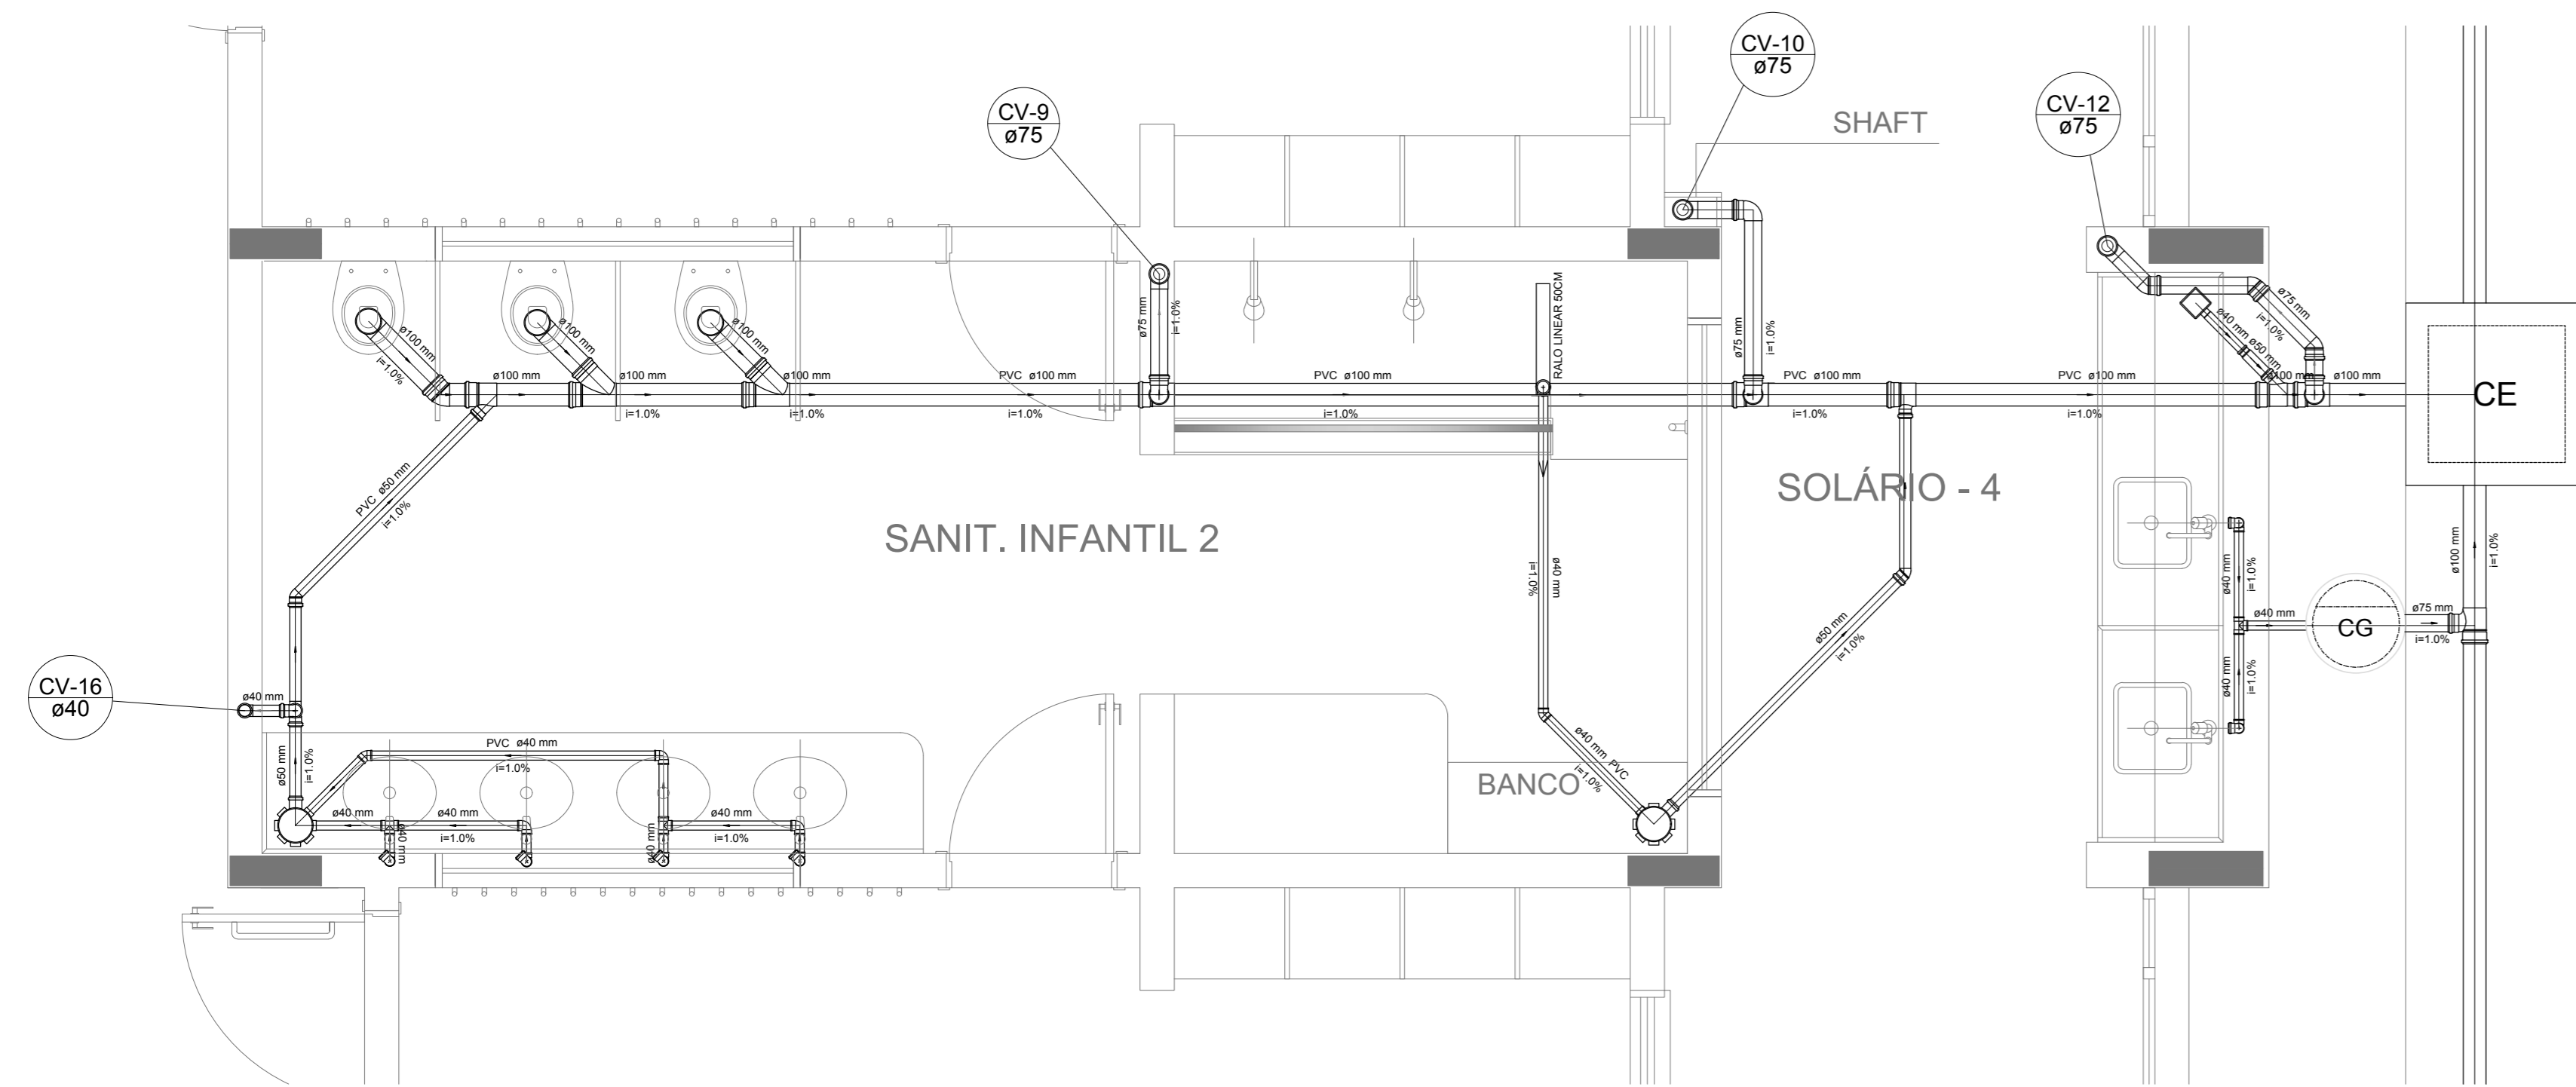 CV-10
ø75
CV-9
ø75
SHAFT
CV-12
ø75
ø100 mm
i=1.0%
ø100 mm
ø100 mm
ø75 mm
i=1.0%
RALO LINEAR 50CM
ø75 mm
i=1.0%
ø75 mm
i=1.0%
ø40 mm
ø50 mm
ø100 mm
ø100 mm
i=1.0%
ø100 mm
i=1.0%
PVC ø100 mm
i=1.0%
PVC ø100 mm
i=1.0%
PVC ø100 mm
i=1.0%
PVC ø100 mm
i=1.0%
ø100 mm
ø100 mm
CE
PVC ø50 mm
i=1.0%
SANIT. INFANTIL 2
SOLÁRIO - 4
ø40 mm
i=1.0%
ø50 mm
i=1.0%
ø40 mm
i=1.0%
ø40 mm
CG
ø40 mm
i=1.0%
ø75 mm
i=1.0%
ø100 mm
i=1.0%
CV-16
ø40
ø40 mm
ø50 mm
i=1.0%
PVC ø40 mm
i=1.0%
ø40 mm
ø40 mm
i=1.0%
ø40 mm
ø40 mm
ø40 mm
i=1.0%
ø40 mm PVC
i=1.0%
BANCO